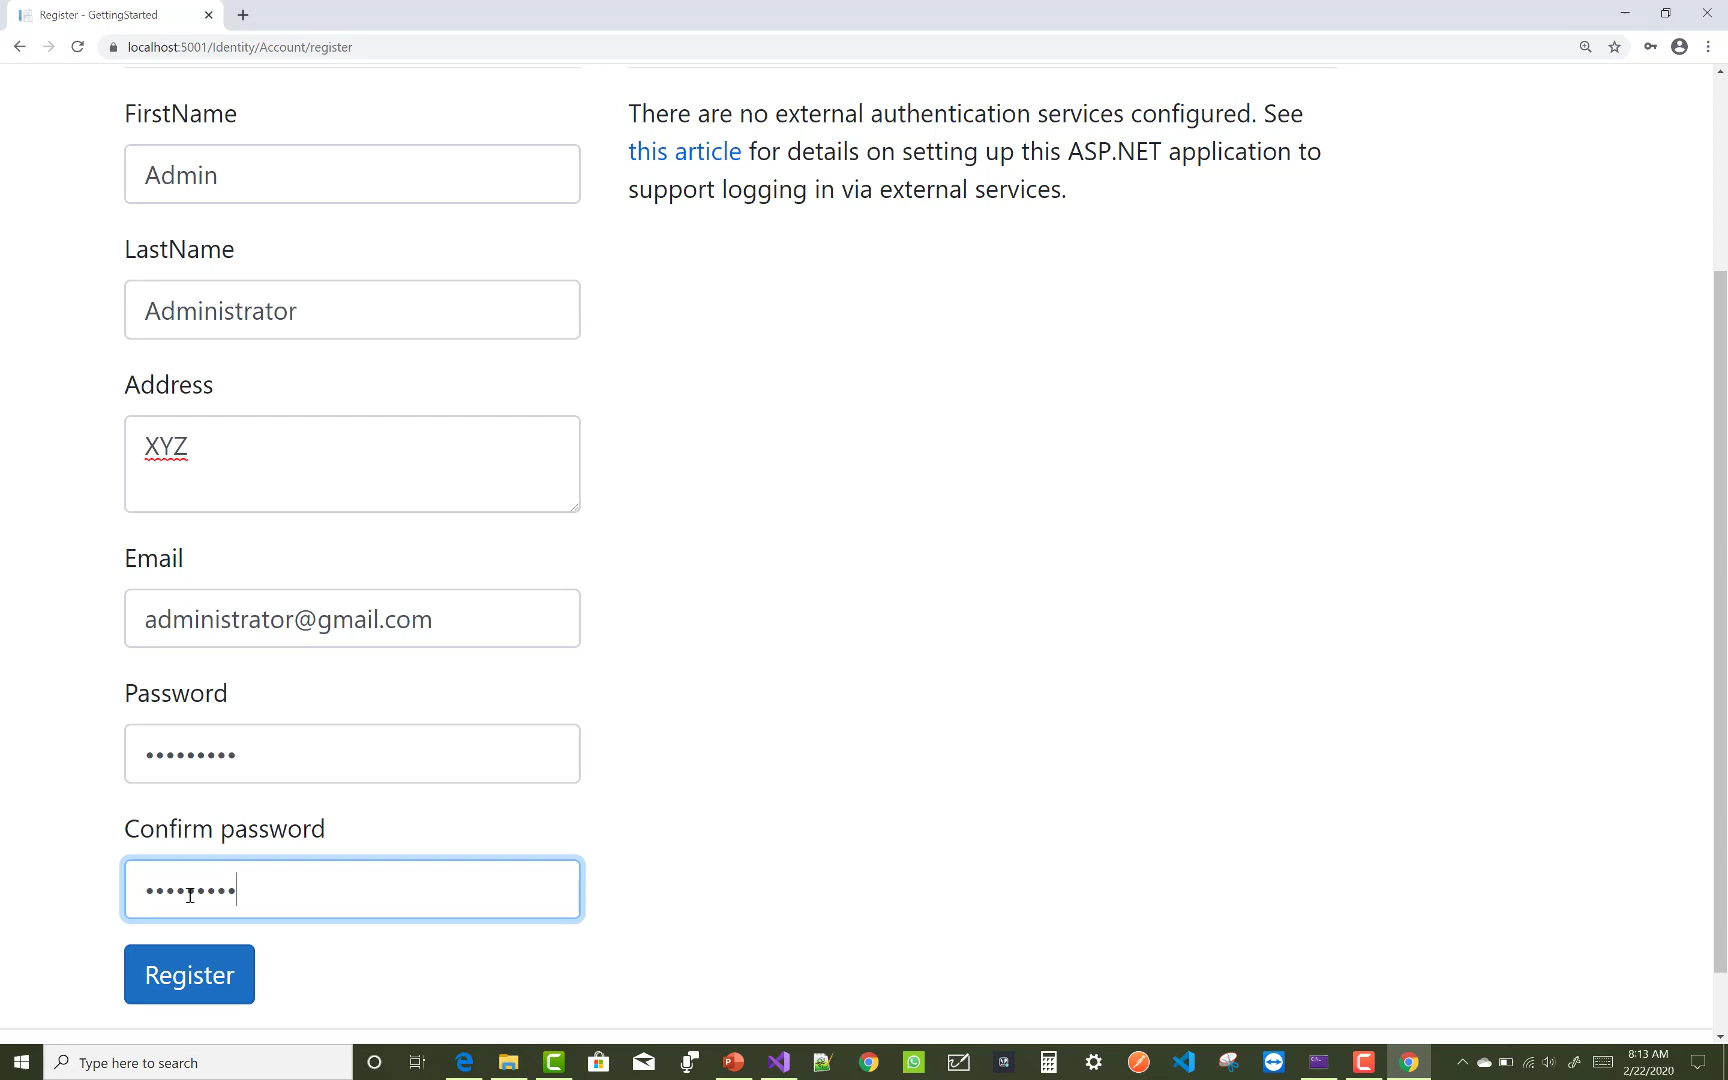 Register - GettingStarted
localhost:5001/Identity/Account/register
FirstName
Admin
LastName
Administrator
Address
XYZ
Email
administrator@gmail.com
Password
•••••••••
Confirm password
•••••••••
Register
There are no external authentication services configured. See
this article for details on setting up this ASP.NET application to
support logging in via external services.
Type here to search
8:13 AM
2/22/2020